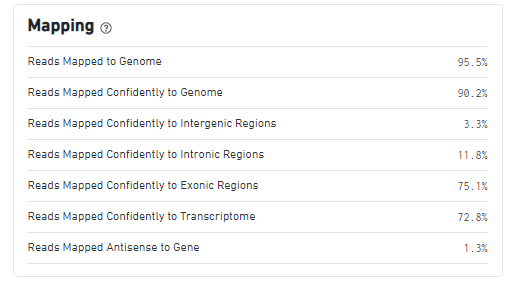 Mapping ?
Reads Mapped to Genome 95.5%
Reads Mapped Confidently to Genome 90.2%
Reads Mapped Confidently to Intergenic Regions 3.3%
Reads Mapped Confidently to Intronic Regions 11.8%
Reads Mapped Confidently to Exonic Regions 75.1%
Reads Mapped Confidently to Transcriptome 72.8%
Reads Mapped Antisense to Gene 1.3%